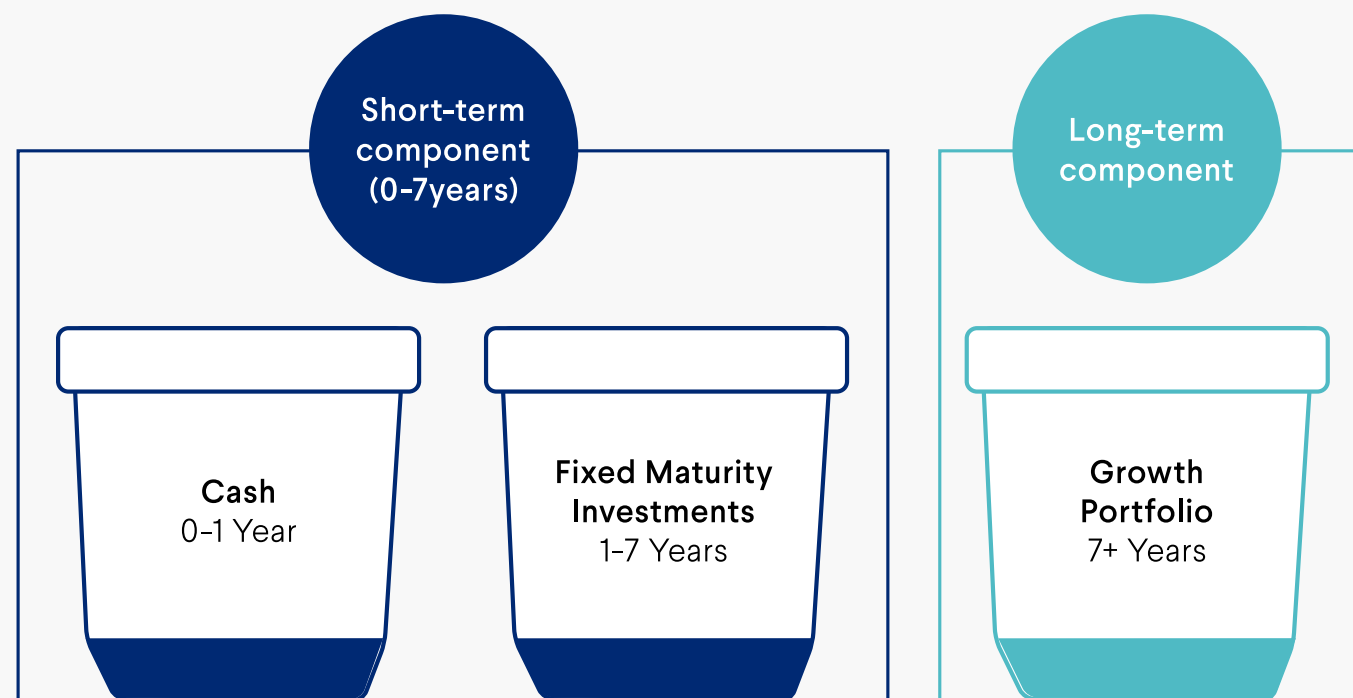 Short-term
component
(0-7years)
Long-term
component
Cash
0-1 Year
Fixed Maturity
Investments
1-7 Years
Growth
Portfolio
7+ Years